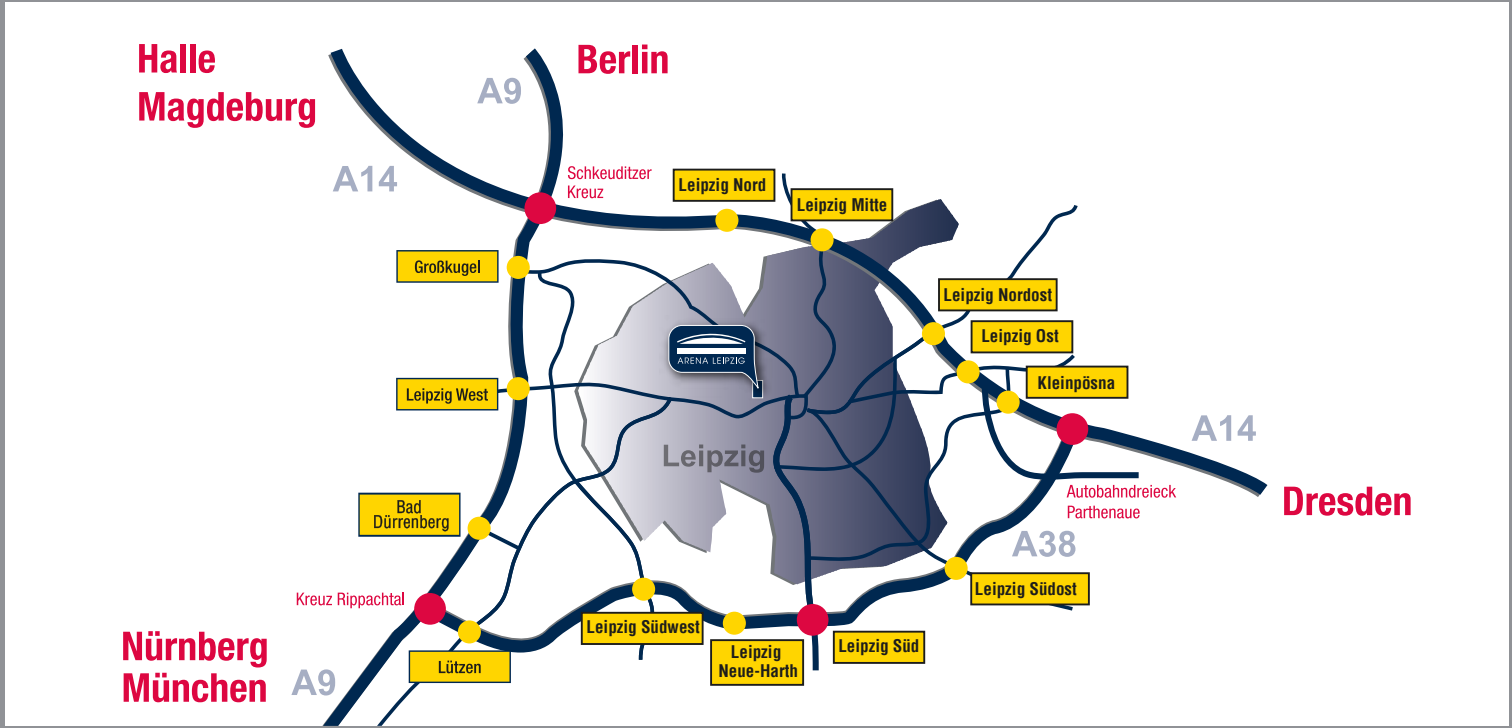 Halle
Magdeburg
Berlin
A9
A14
Schkeuditzer
Kreuz
Leipzig Nord
Leipzig Mitte
Großkugel
Leipzig Nordost
Leipzig Ost
ARENA LEIPZIG
Kleinpösna
Leipzig West
A14
Leipzig
Autobahndreieck
Parthenaue
Dresden
Bad
Dürrenberg
A38
Leipzig Südost
Kreuz Rippachtal
Leipzig Südwest
Leipzig Süd
Leipzig
Neue-Harth
Lützen
Nürnberg
München
A9